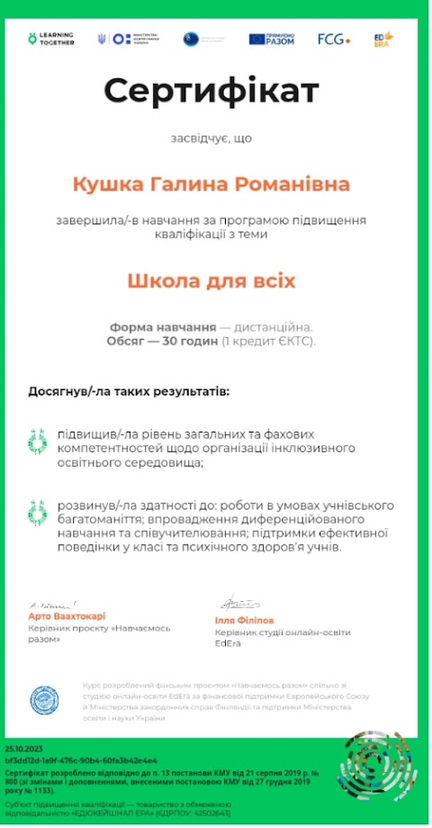 LEARNING
TOGETHER
МІНІСТЕРСТВО
ОСВІТИ І НАУКИ
УКРАЇНИ
ПРЯМУЄМО
РАЗОМ
FCG
ED
ERA
Сертифікат
засвідчує, що
Кушка Галина Романівна
завершила/-в навчання за програмою підвищення
кваліфікації з теми
Школа для всіх
Форма навчання — дистанційна.
Обсяг — 30 годин (1 кредит ЄКТС).
Досягнув/-ла таких результатів:
підвищив/-ла рівень загальних та фахових
компетентностей щодо організації інклюзивного
освітнього середовища;
розвинув/-ла здатності до: роботи в умовах учнівського
багатоманіття; впровадження диференційованого
навчання та співучителювання; підтримки ефективної
поведінки у класі та психічного здоров'я учнів.
Арто Ваахтокарі
Керівник проєкту «Навчаємось
разом»
Ілля Філіпов
Керівник студії онлайн-освіти
EdEra
Курс розроблений фінським проєктом «Навчаємось разом» спільно зі
студією онлайн-освіти EdEra за фінансової підтримки Європейського Союзу
й Міністерства закордонних справ Фінляндії та підтримки Міністерства
освіти і науки України.
25.10.2023
bf3dd12d-1a9f-476c-90b4-60fa3b42e4e4
Сертифікат розроблено відповідно до п. 13 постанови КМУ від 21 серпня 2019 р. №
800 (зі змінами і доповненнями, внесеними постановою КМУ від 27 грудня 2019
року № 1133).
Суб'єкт підвищення кваліфікації — товариство з обмеженою
відповідальністю «ЕДЮКЕЙШНАЛ ЕРА» (ЄДРПОУ: 42502643)